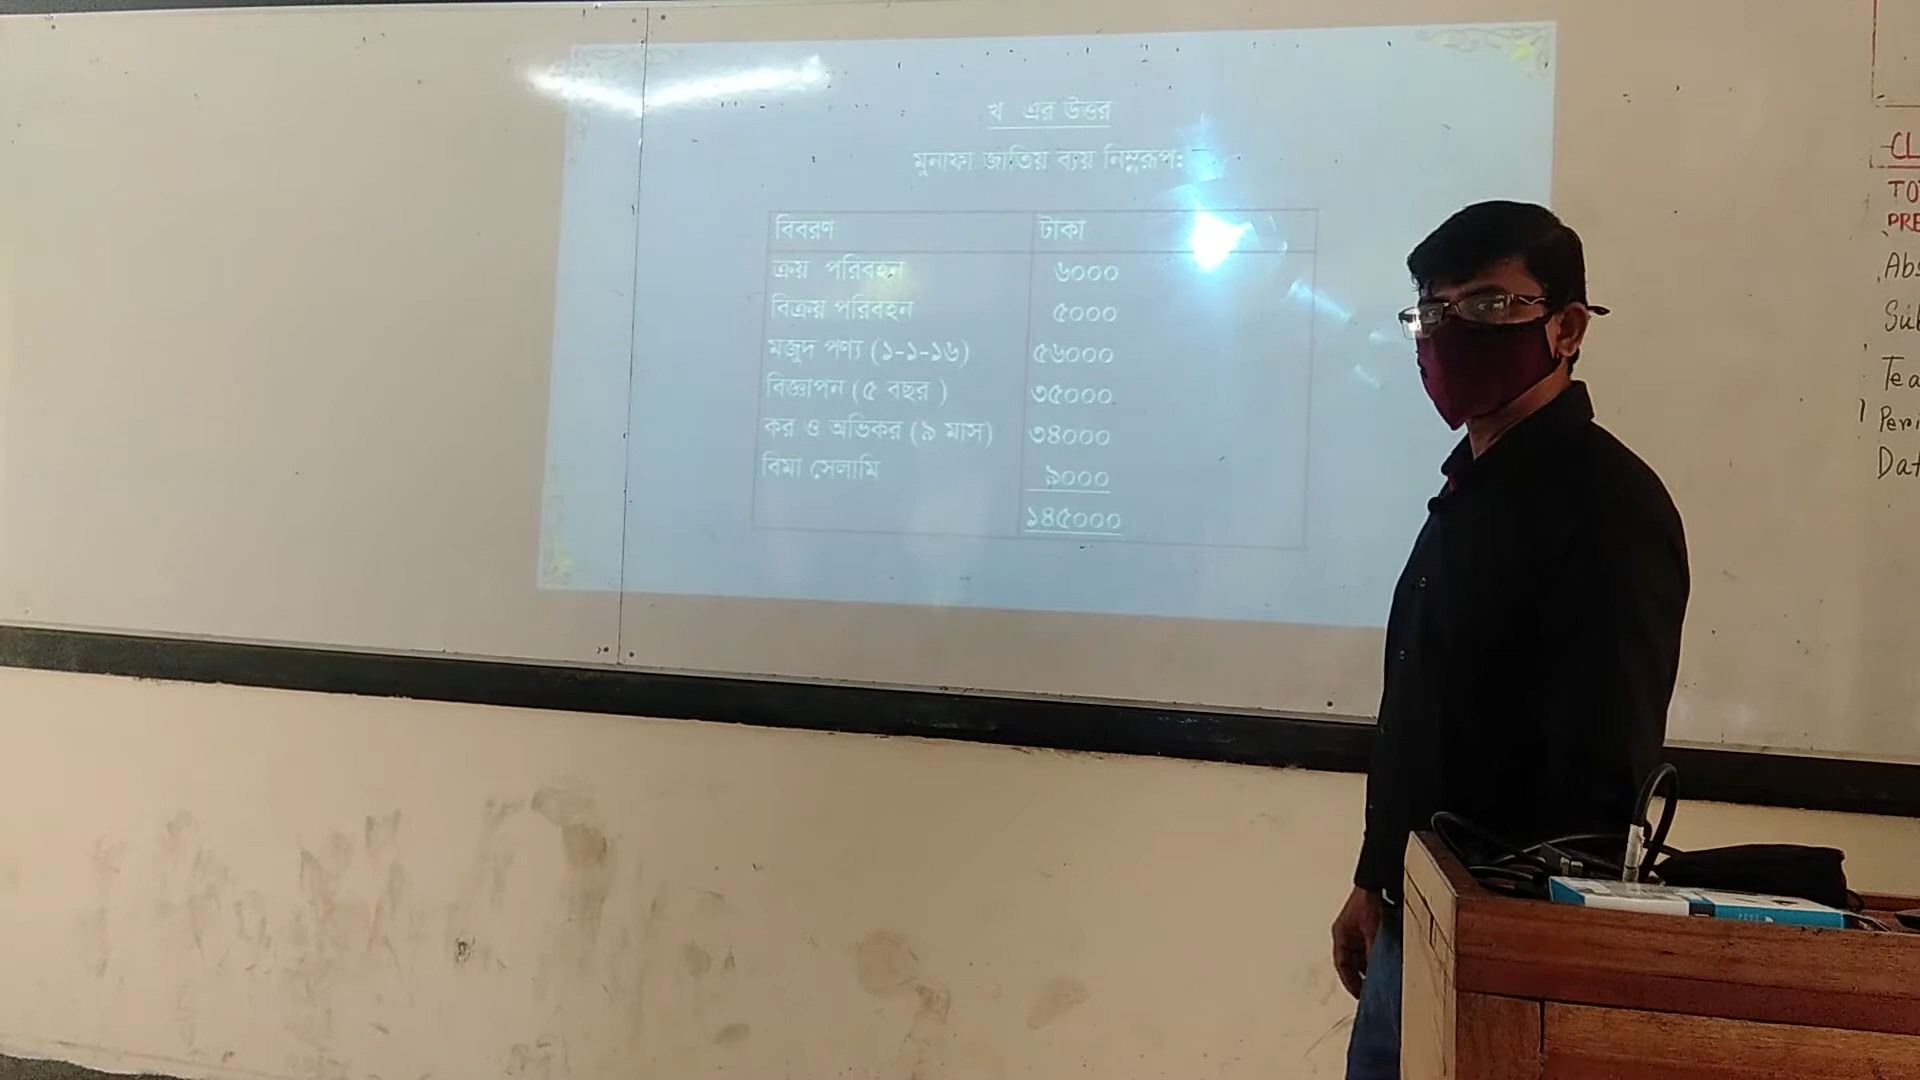 খ এর উত্তর
মুনাফা জাতিয় ব্যয় নিম্নরূপ:
বিবরণ টাকা
ক্রয় পরিবহন ৬০০০
বিক্রয় পরিবহন ৫০০০
মজুদ পণ্য (১-১-১৬) ৫৬০০০
বিজ্ঞাপন (৫ বছর ) ৩৫০০০
কর ও অভিকর (৯ মাস) ৩৪০০০
বিমা সেলামি ৯০০০
১৪৫০০০
CL
TO
PRE
Abs
Sub
Tea
Peri
Dat